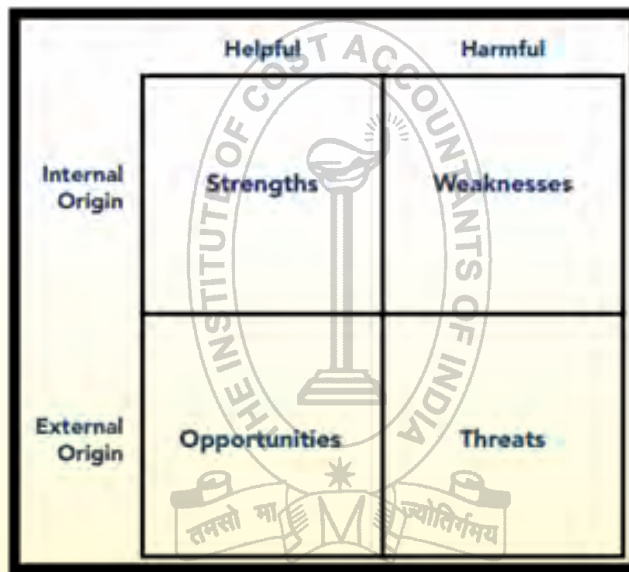 Helpful
Harmful
Internal
Origin
Strengths
Weaknesses
External
Origin
Opportunities
Threats
THE INSTITUTE OF COST ACCOUNTANTS OF INDIA
तमसो मा
ज्योतिर्गमय